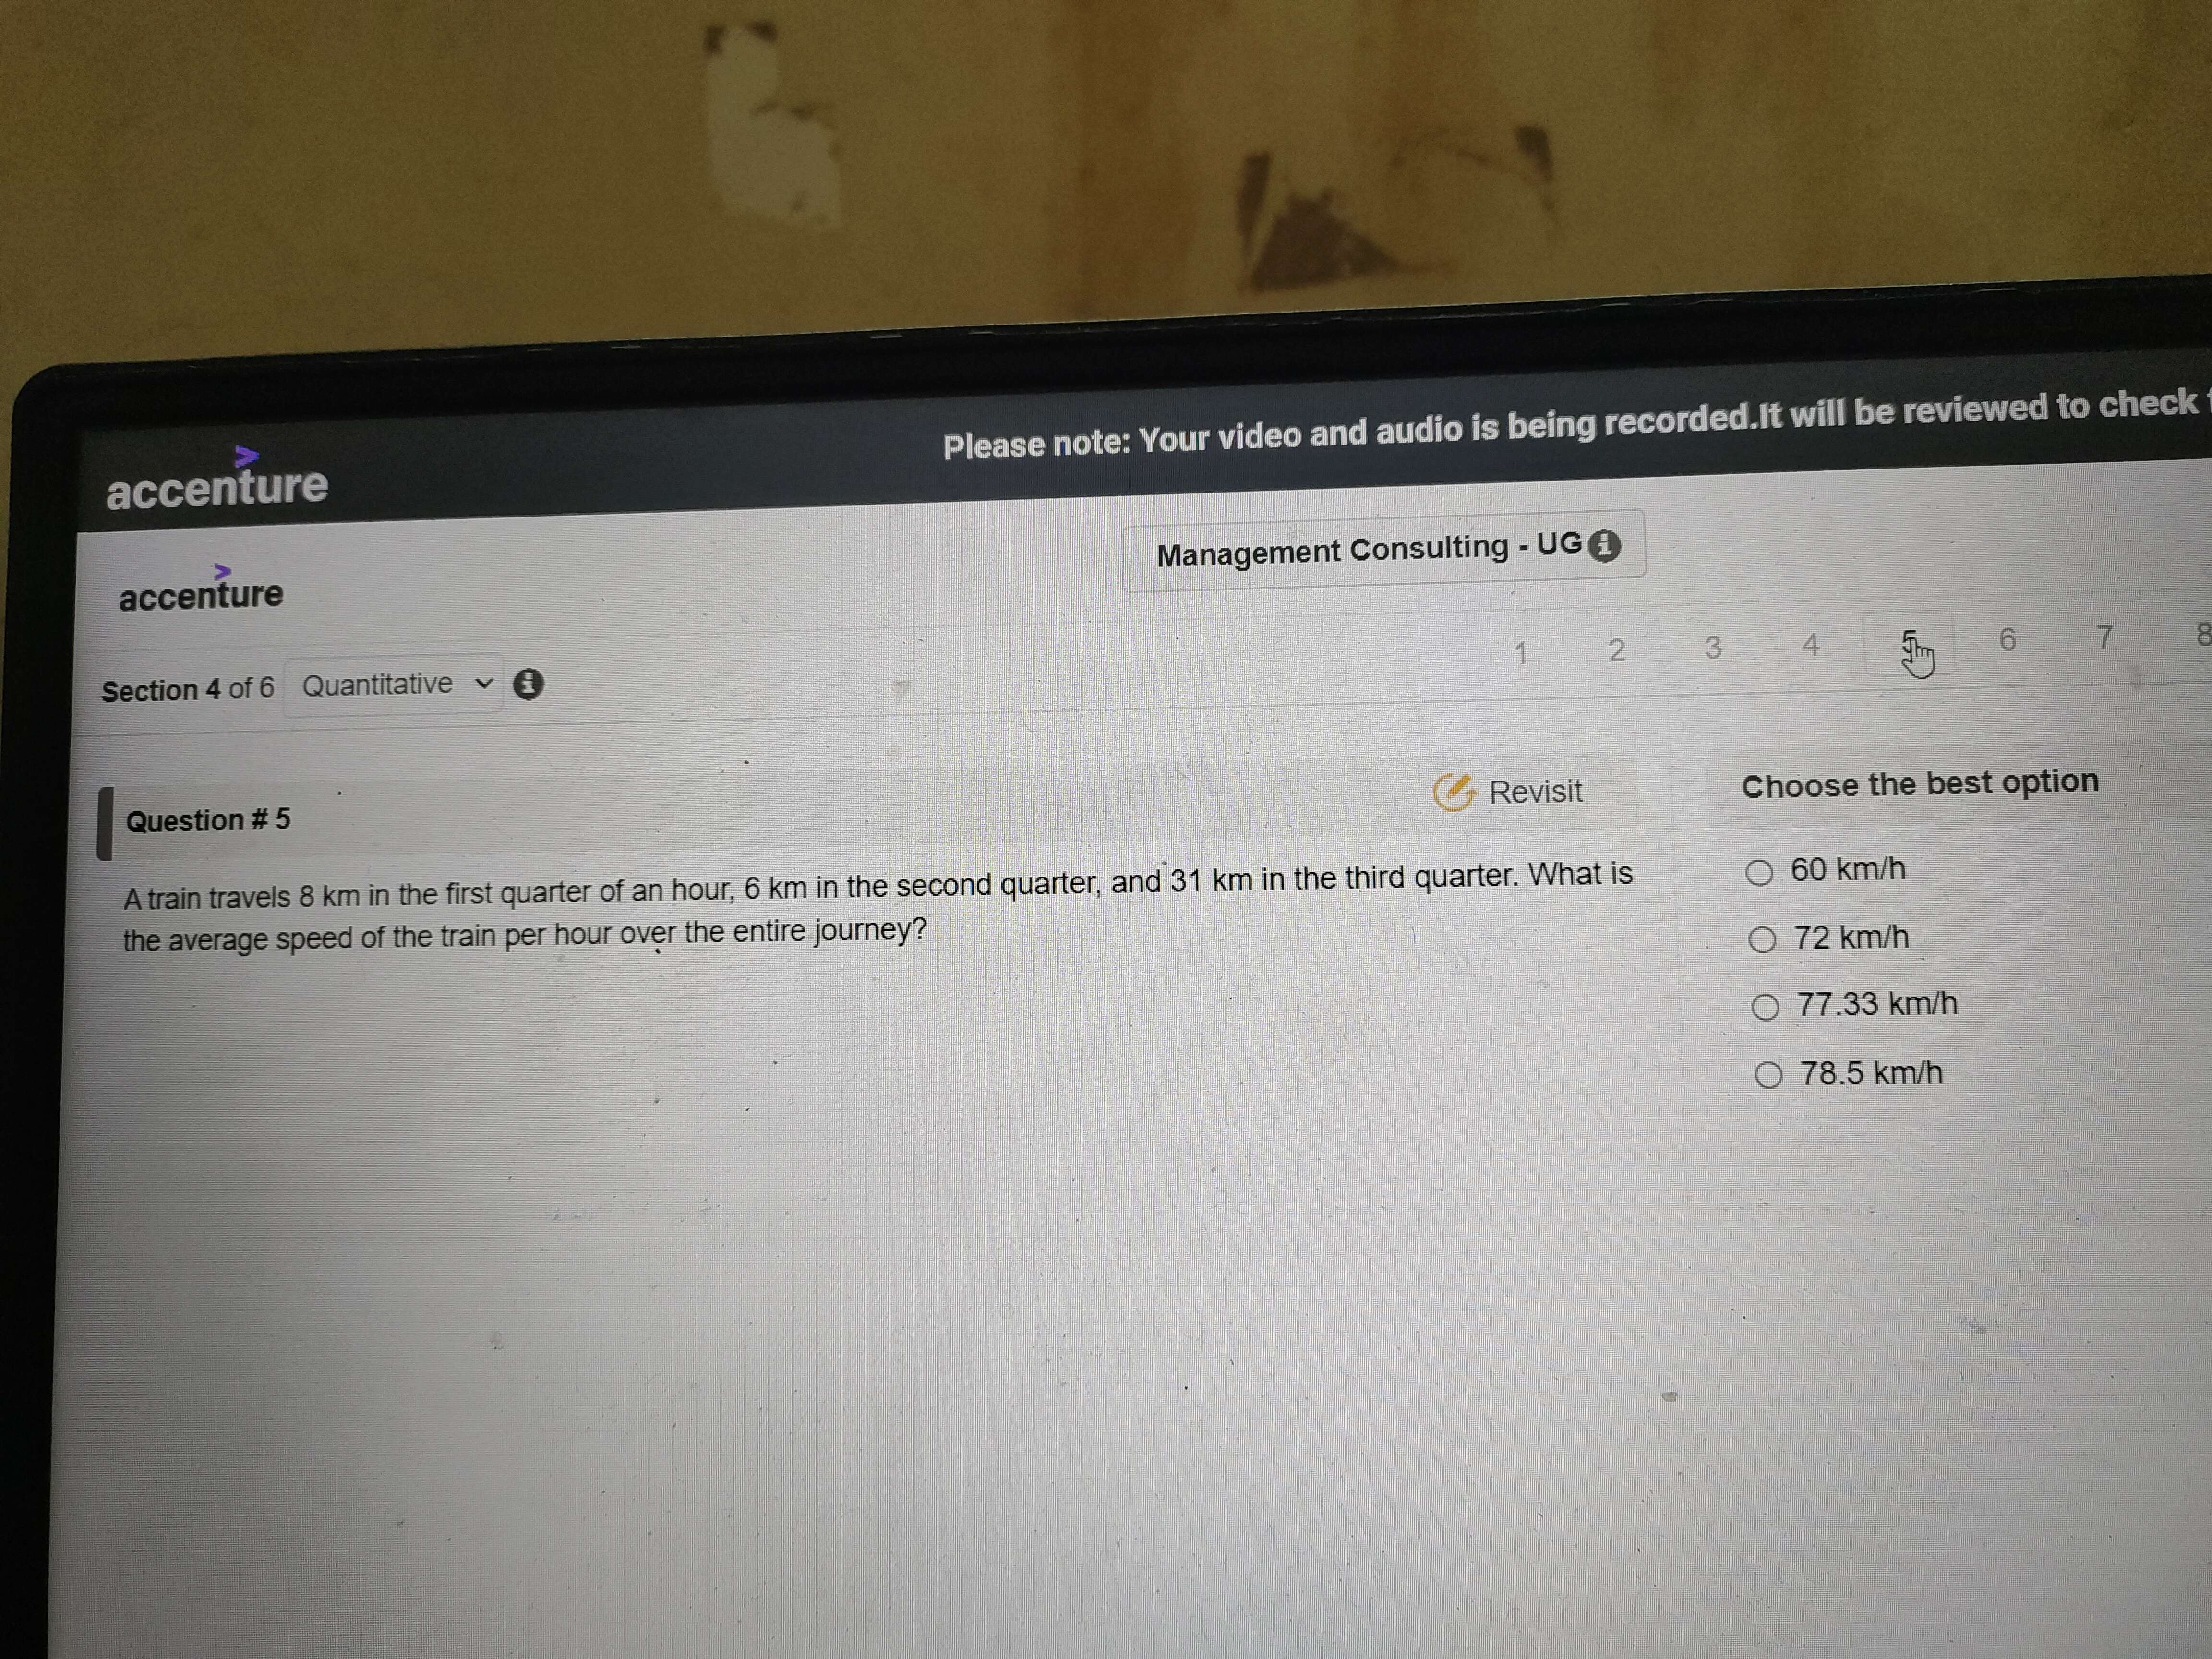 Please note: Your video and audio is being recorded.It will be reviewed to check
accenture
Management Consulting - UG
accenture
1 2 3 4 5 6 7 8
Section 4 of 6 Quantitative
Question # 5
Revisit
A train travels 8 km in the first quarter of an hour, 6 km in the second quarter, and 31 km in the third quarter. What is
the average speed of the train per hour over the entire journey?
Choose the best option
60 km/h
72 km/h
77.33 km/h
78.5 km/h